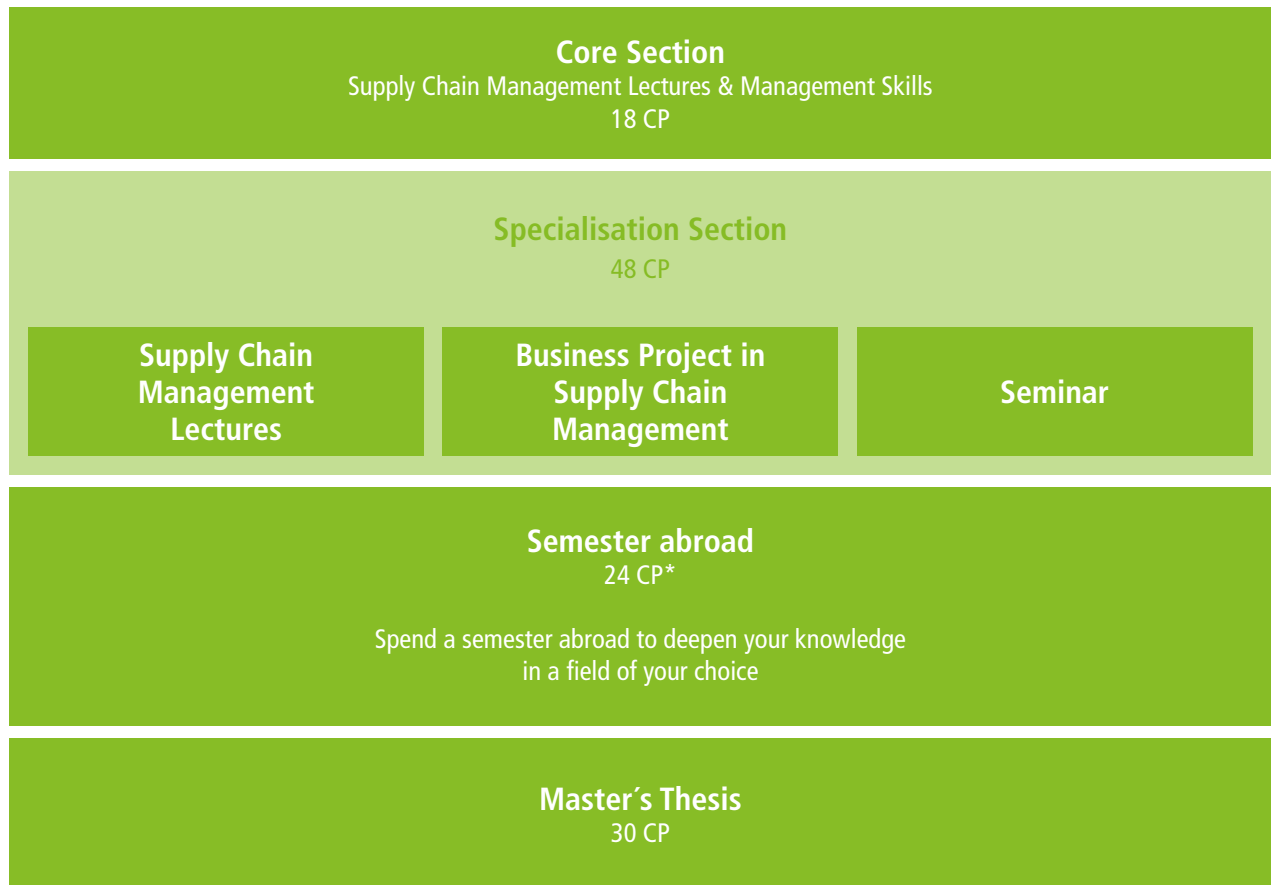 Core Section
Supply Chain Management Lectures & Management Skills
18 CP
Specialisation Section
48 CP
Supply Chain
Management
Lectures
Business Project in
Supply Chain
Management
Seminar
Semester abroad
24 CP*
Spend a semester abroad to deepen your knowledge
in a field of your choice
Master´s Thesis
30 CP